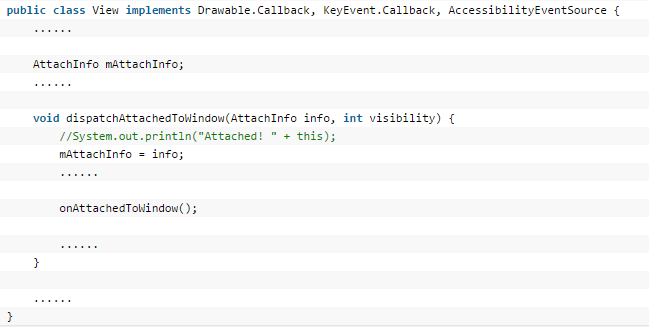 public class View implements Drawable.Callback, KeyEvent.Callback, AccessibilityEventSource {
......
AttachInfo mAttachInfo;
......
void dispatchAttachedToWindow(AttachInfo info, int visibility) {
//System.out.println("Attached! " + this);
mAttachInfo = info;
......
onAttachedToWindow();
......
}
......
}